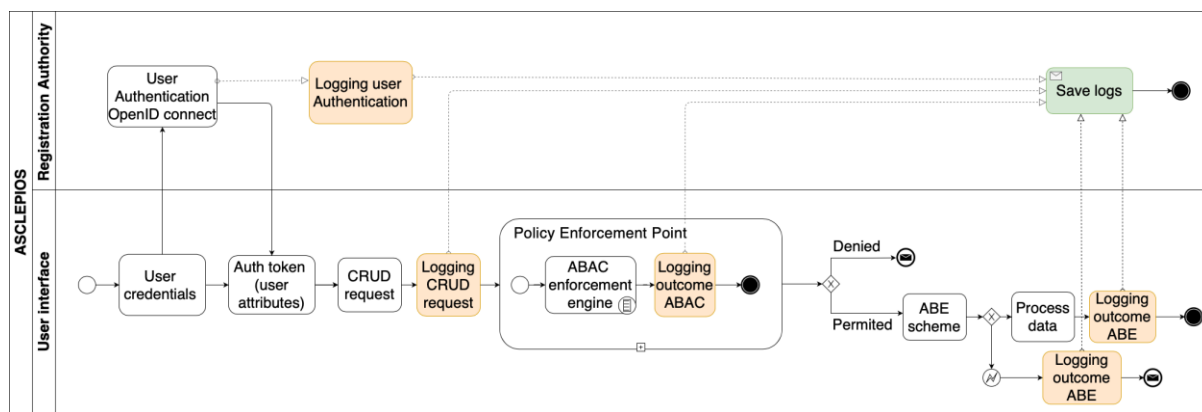 ASCLEPIOS
Registration Authority
User
Authentication
OpenID connect
Logging user
Authentication
Save logs
User interface
User
credentials
Auth token
(user
attributes)
CRUD
request
Logging
CRUD
request
Policy Enforcement Point
ABAC
enforcement
engine
Logging
outcome
ABAC
Denied
Permited
ABE
scheme
Process
data
Logging
outcome
ABE
Logging
outcome
ABE